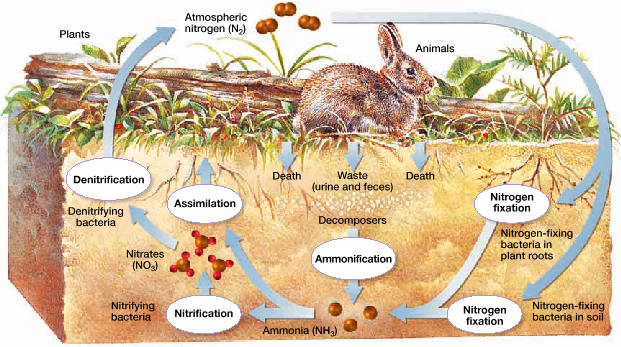 Atmospheric
nitrogen (N₂)
Plants
Animals
Denitrification
Assimilation
Death
Waste
(urine and feces)
Death
Nitrogen
fixation
Denitrifying
bacteria
Decomposers
Nitrogen-fixing
bacteria in
plant roots
Nitrates
(NO₃)
Ammonification
Nitrifying
bacteria
Nitrification
Ammonia (NH₃)
Nitrogen
fixation
Nitrogen-fixing
bacteria in soil